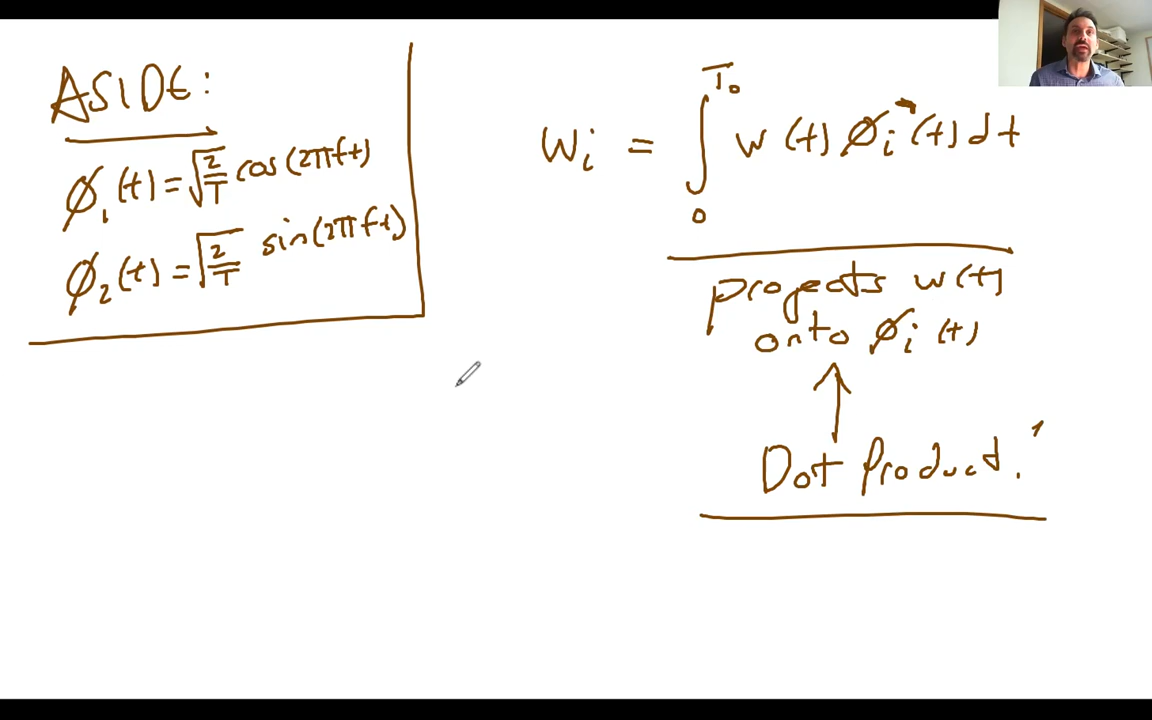 ASIDE:
ϕ₁(t) = √(2/T) cos(2πft)
ϕ₂(t) = √(2/T) sin(2πft)
wᵢ = ∫₀^T₀ w(t) ϕᵢ*(t) dt
projects w(t)
onto ϕᵢ(t)
↑
Dot Product.